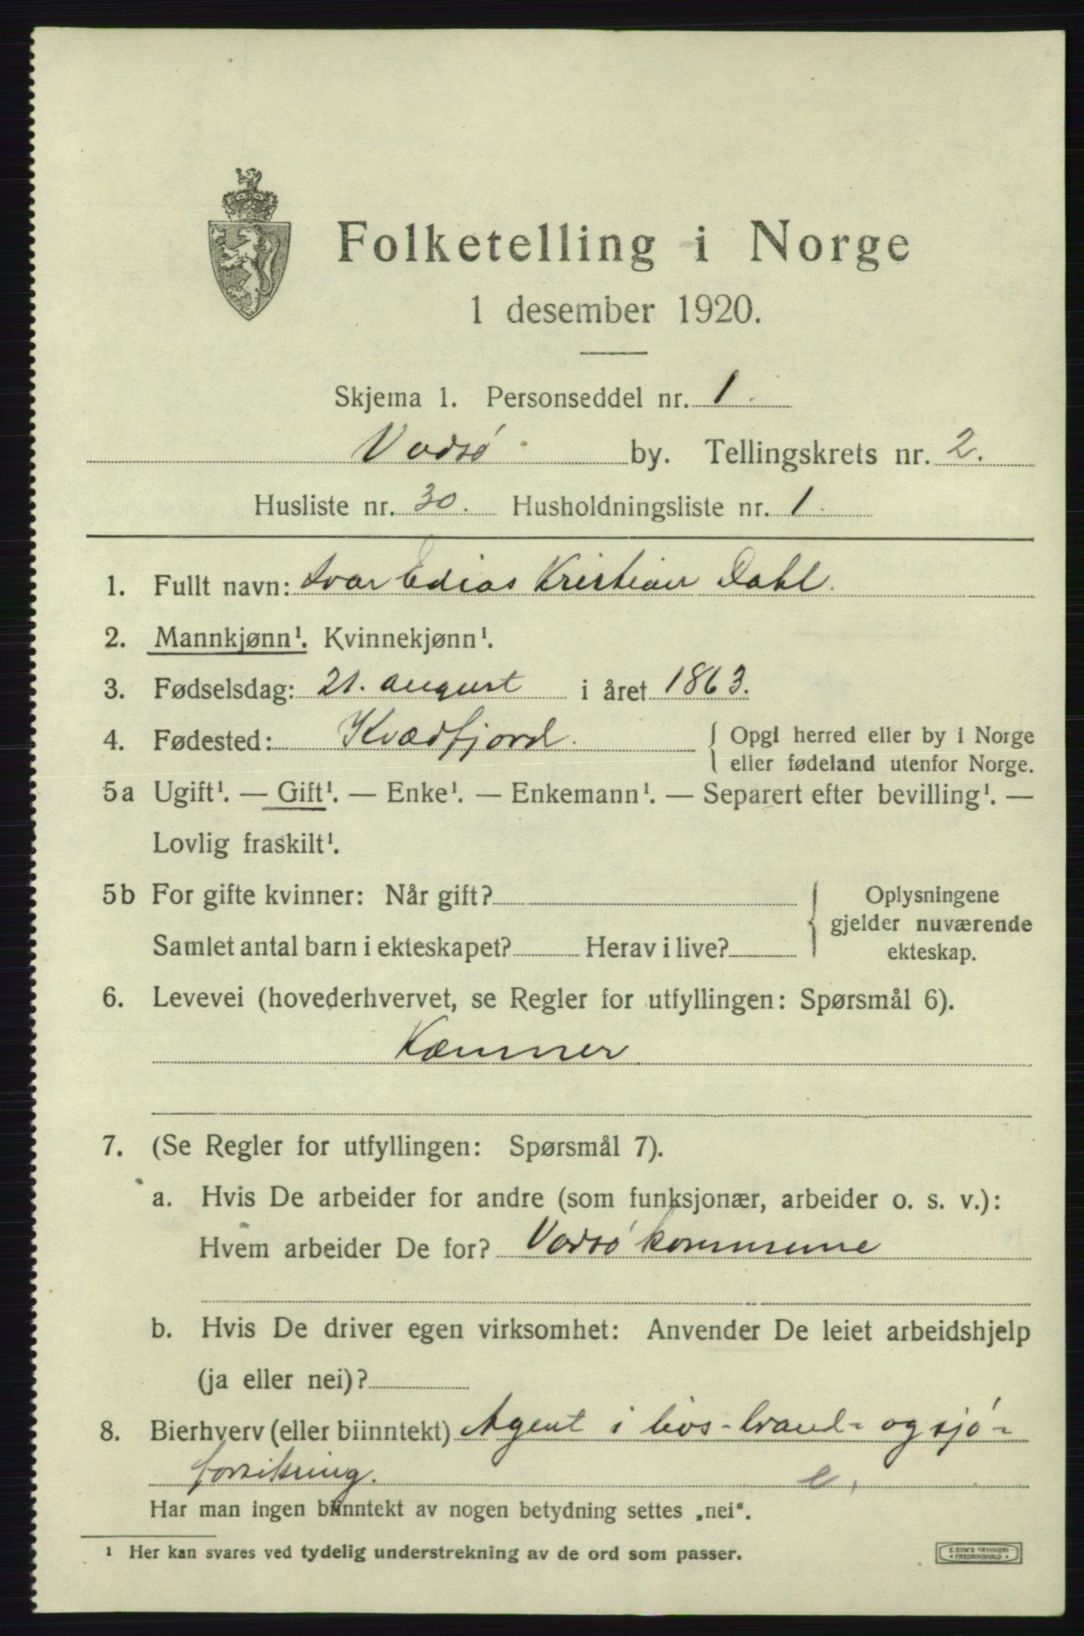 Folketelling i Norge
1 desember 1920.
Skjema 1. Personseddel nr. 1.
Vadsø by. Tellingskrets nr. 2.
Husliste nr. 30. Husholdningsliste nr. 1.
1. Fullt navn: Ivar Edias Kristian Dahl.
2. Mannkjønn¹. Kvinnekjønn¹.
3. Fødselsdag: 21. august i året 1863.
4. Fødested: Kvædfjord. { Opgi herred eller by i Norge
eller fødeland utenfor Norge.
5a Ugift¹. — Gift¹. — Enke¹. — Enkemann¹. — Separert efter bevilling¹. —
Lovlig fraskilt¹.
5b For gifte kvinner: Når gift? Oplysningene
gjelder nuværende
Samlet antal barn i ekteskapet? Herav i live? ekteskap.
6. Levevei (hovederhvervet, se Regler for utfyllingen: Spørsmål 6).
Kæmner
7. (Se Regler for utfyllingen: Spørsmål 7).
a. Hvis De arbeider for andre (som funksjonær, arbeider o. s. v.):
Hvem arbeider De for? Vadsø kommune
b. Hvis De driver egen virksomhet: Anvender De leiet arbeidshjelp
(ja eller nei)?
8. Bierhverv (eller biinntekt) Agent i livs- brand- og sjø-
forsikring. e.
Har man ingen biinntekt av nogen betydning settes „nei".
¹ Her kan svares ved tydelig understrekning av de ord som passer.
E. SEM'S TRYKKERI
FREDRIKSHALD